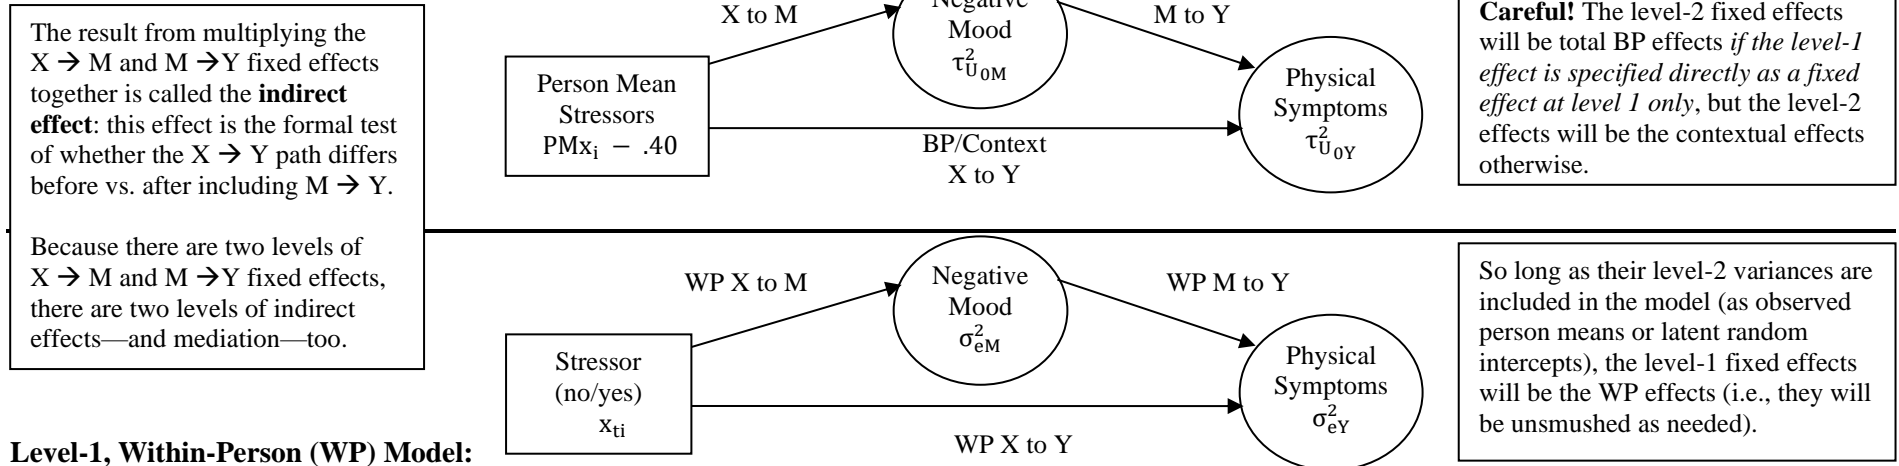 The result from multiplying the
X → M and M →Y fixed effects
together is called the indirect
effect: this effect is the formal test
of whether the X → Y path differs
before vs. after including M → Y.
Because there are two levels of
X → M and M →Y fixed effects,
there are two levels of indirect
effects—and mediation—too.
X to M
Negative
Mood
τ²U₀M
M to Y
Person Mean
Stressors
PMxᵢ − .40
BP/Context
X to Y
Physical
Symptoms
τ²U₀Y
Careful! The level-2 fixed effects
will be total BP effects if the level-1
effect is specified directly as a fixed
effect at level 1 only, but the level-2
effects will be the contextual effects
otherwise.
WP X to M
Negative
Mood
σ²eM
WP M to Y
Stressor
(no/yes)
xti
WP X to Y
Physical
Symptoms
σ²eY
So long as their level-2 variances are
included in the model (as observed
person means or latent random
intercepts), the level-1 fixed effects
will be the WP effects (i.e., they will
be unsmushed as needed).
Level-1, Within-Person (WP) Model: